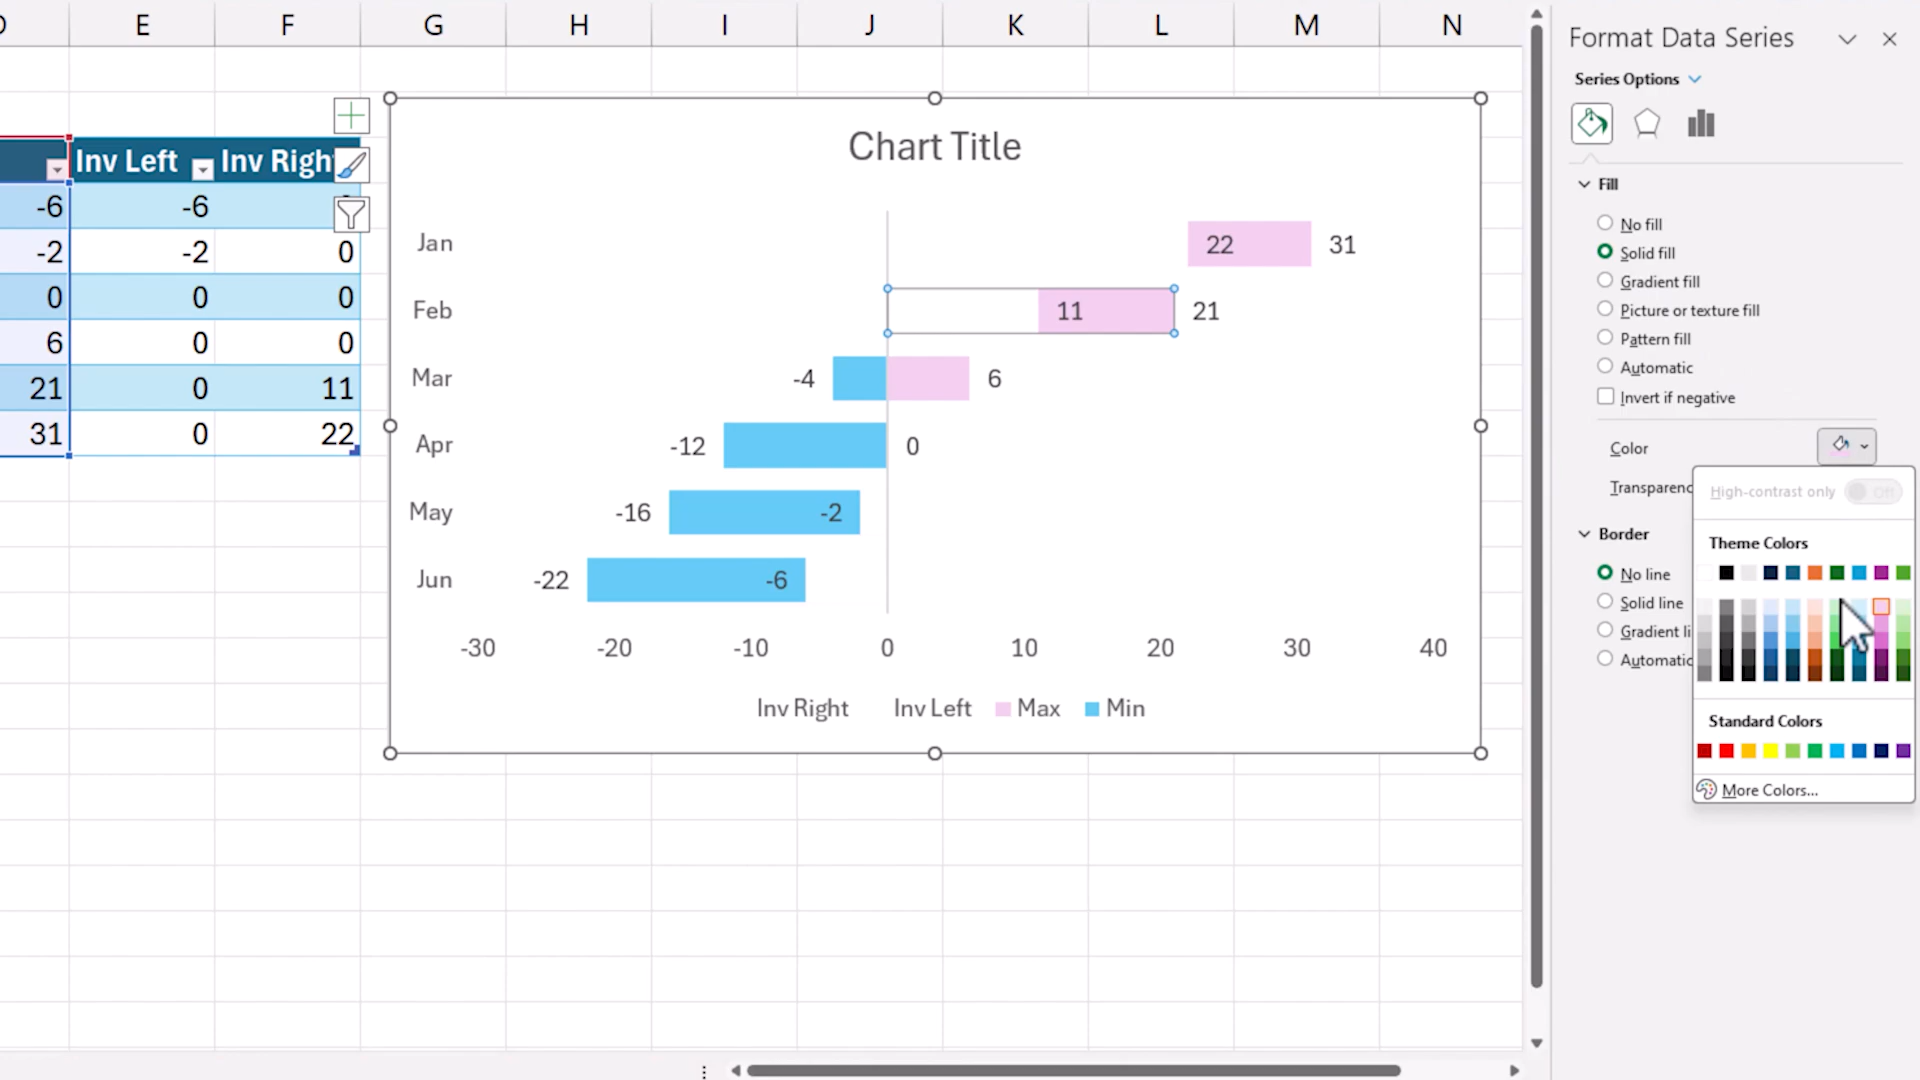 E F G H I J K L M N
Inv Left Inv Righ
-6 -6
-2 -2 0
0 0 0
6 0 0
21 0 11
31 0 22
Chart Title
Jan 22 31
Feb 11 21
Mar -4 6
Apr -12 0
May -16 -2
Jun -22 -6
-30 -20 -10 0 10 20 30 40
Inv Right Inv Left Max Min
Format Data Series
Series Options
Fill
No fill
Solid fill
Gradient fill
Picture or texture fill
Pattern fill
Automatic
Invert if negative
Color
Transparenc
High-contrast only Off
Theme Colors
Border
No line
Solid line
Gradient li
Automatic
Standard Colors
More Colors...